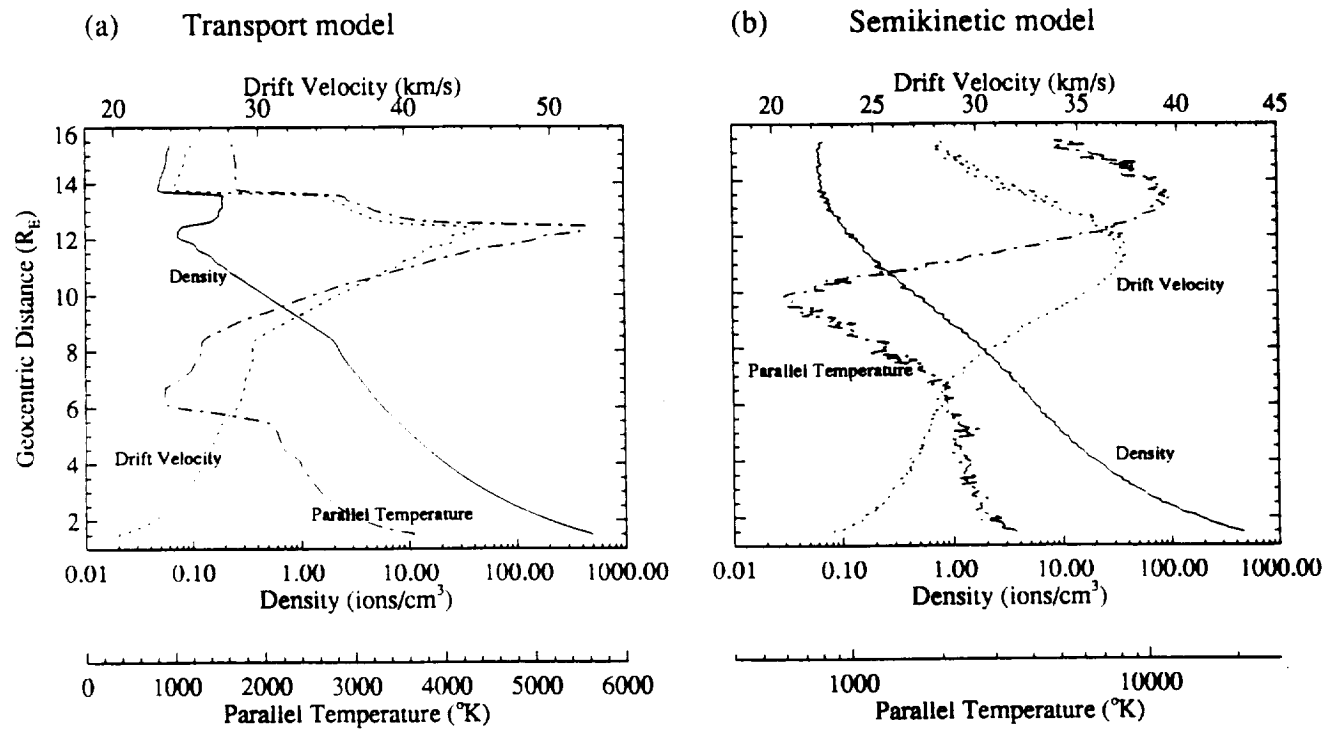 (a) Transport model
Drift Velocity (km/s)
20 30 40 50
16
14
12
10
8
6
4
2
Geocentric Distance (R_E)
Density
Drift Velocity
Parallel Temperature
0.01 0.10 1.00 10.00 100.00 1000.00
Density (ions/cm³)
0 1000 2000 3000 4000 5000 6000
Parallel Temperature (°K)
(b) Semikinetic model
Drift Velocity (km/s)
20 25 30 35 40 45
Drift Velocity
Parallel Temperature
Density
0.01 0.10 1.00 10.00 100.00 1000.00
Density (ions/cm³)
1000 10000
Parallel Temperature (°K)